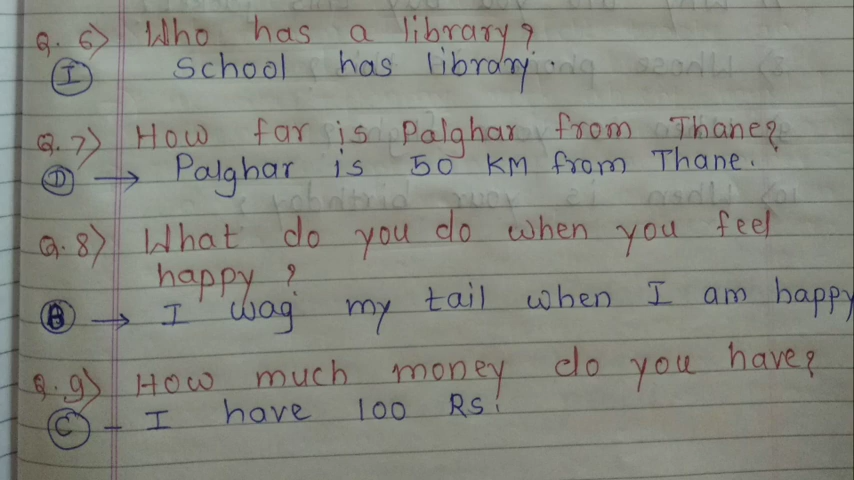 Q. 6) Who has a library?
I School has library.
Q. 7) How far is Palghar from Thane?
D → Palghar is 50 KM from Thane.
Q. 8) What do you do when you feel
happy?
B → I wag my tail when I am happy
Q. 9) How much money do you have?
C - I have 100 RS.